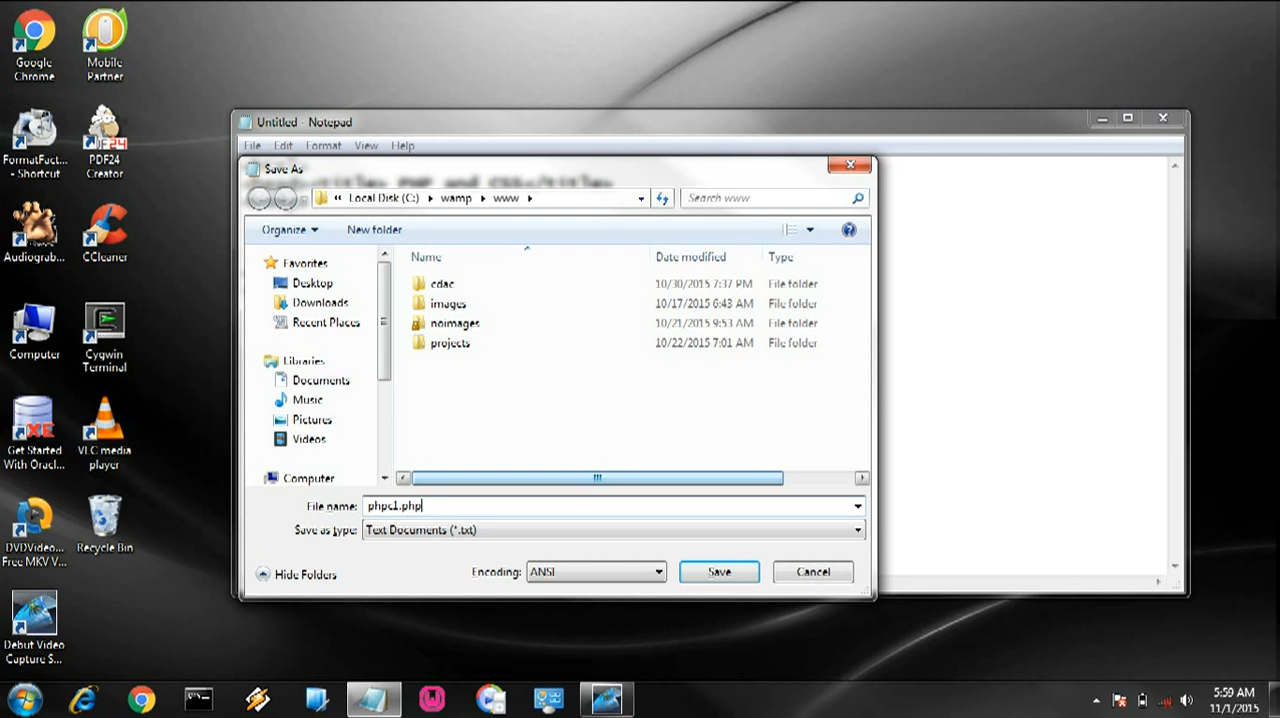 Google
Chrome
Mobile
Partner
FormatFact...
- Shortcut
PDF24
Creator
Audiograb...
CCleaner
Computer
Cygwin
Terminal
Get Started
With Oracl...
VLC media
player
DVDVideo...
Free MKV V...
Recycle Bin
Debut Video
Capture S...
Untitled - Notepad
File Edit Format View Help
Save As
Local Disk (C:) wamp www
Search www
Organize New folder
Name Date modified Type
Favorites
Desktop
Downloads
Recent Places
Libraries
Documents
Music
Pictures
Videos
Computer
cdac 10/30/2015 7:37 PM File folder
images 10/17/2015 6:43 AM File folder
noimages 10/21/2015 9:53 AM File folder
projects 10/22/2015 7:01 AM File folder
File name: phpc1.php
Save as type: Text Documents (*.txt)
Hide Folders
Encoding: ANSI
Save Cancel
5:59 AM
11/1/2015